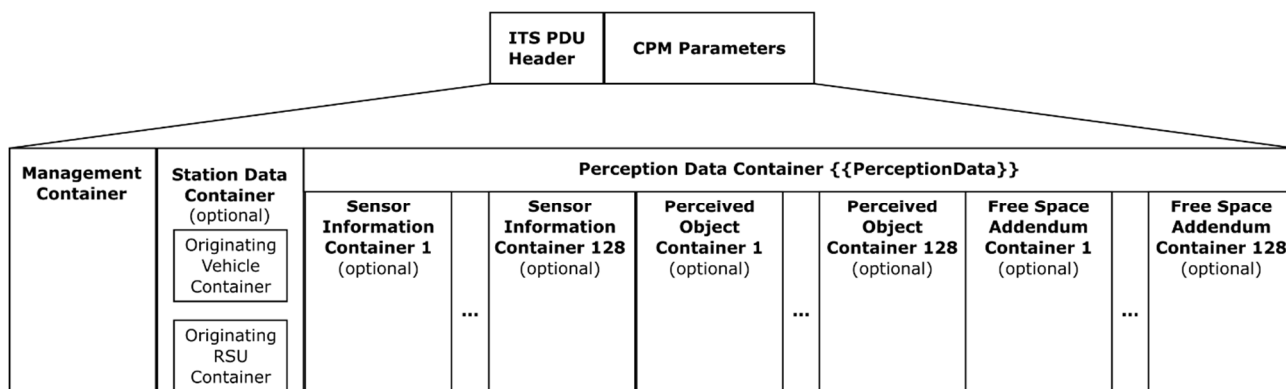 ITS PDU
Header
CPM Parameters
Management
Container
Station Data
Container
(optional)
Originating
Vehicle
Container
Originating
RSU
Container
Perception Data Container {{PerceptionData}}
Sensor
Information
Container 1
(optional)
...
Sensor
Information
Container 128
(optional)
Perceived
Object
Container 1
(optional)
...
Perceived
Object
Container 128
(optional)
Free Space
Addendum
Container 1
(optional)
...
Free Space
Addendum
Container 128
(optional)